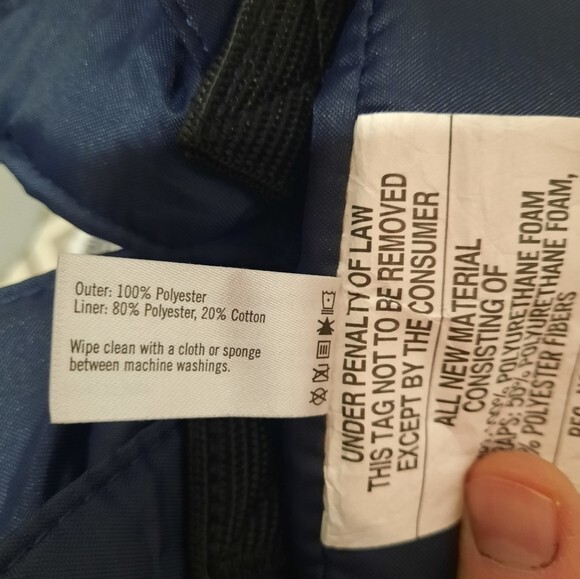 Outer: 100% Polyester
Liner: 80% Polyester, 20% Cotton
Wipe clean with a cloth or sponge
between machine washings.
UNDER PENALTY OF LAW
THIS TAG NOT TO BE REMOVED
EXCEPT BY THE CONSUMER
ALL NEW MATERIAL
CONSISTING OF
POLYURETHANE FOAM
POLYURETHANE FOAM,
% POLYESTER FIBERS
REG